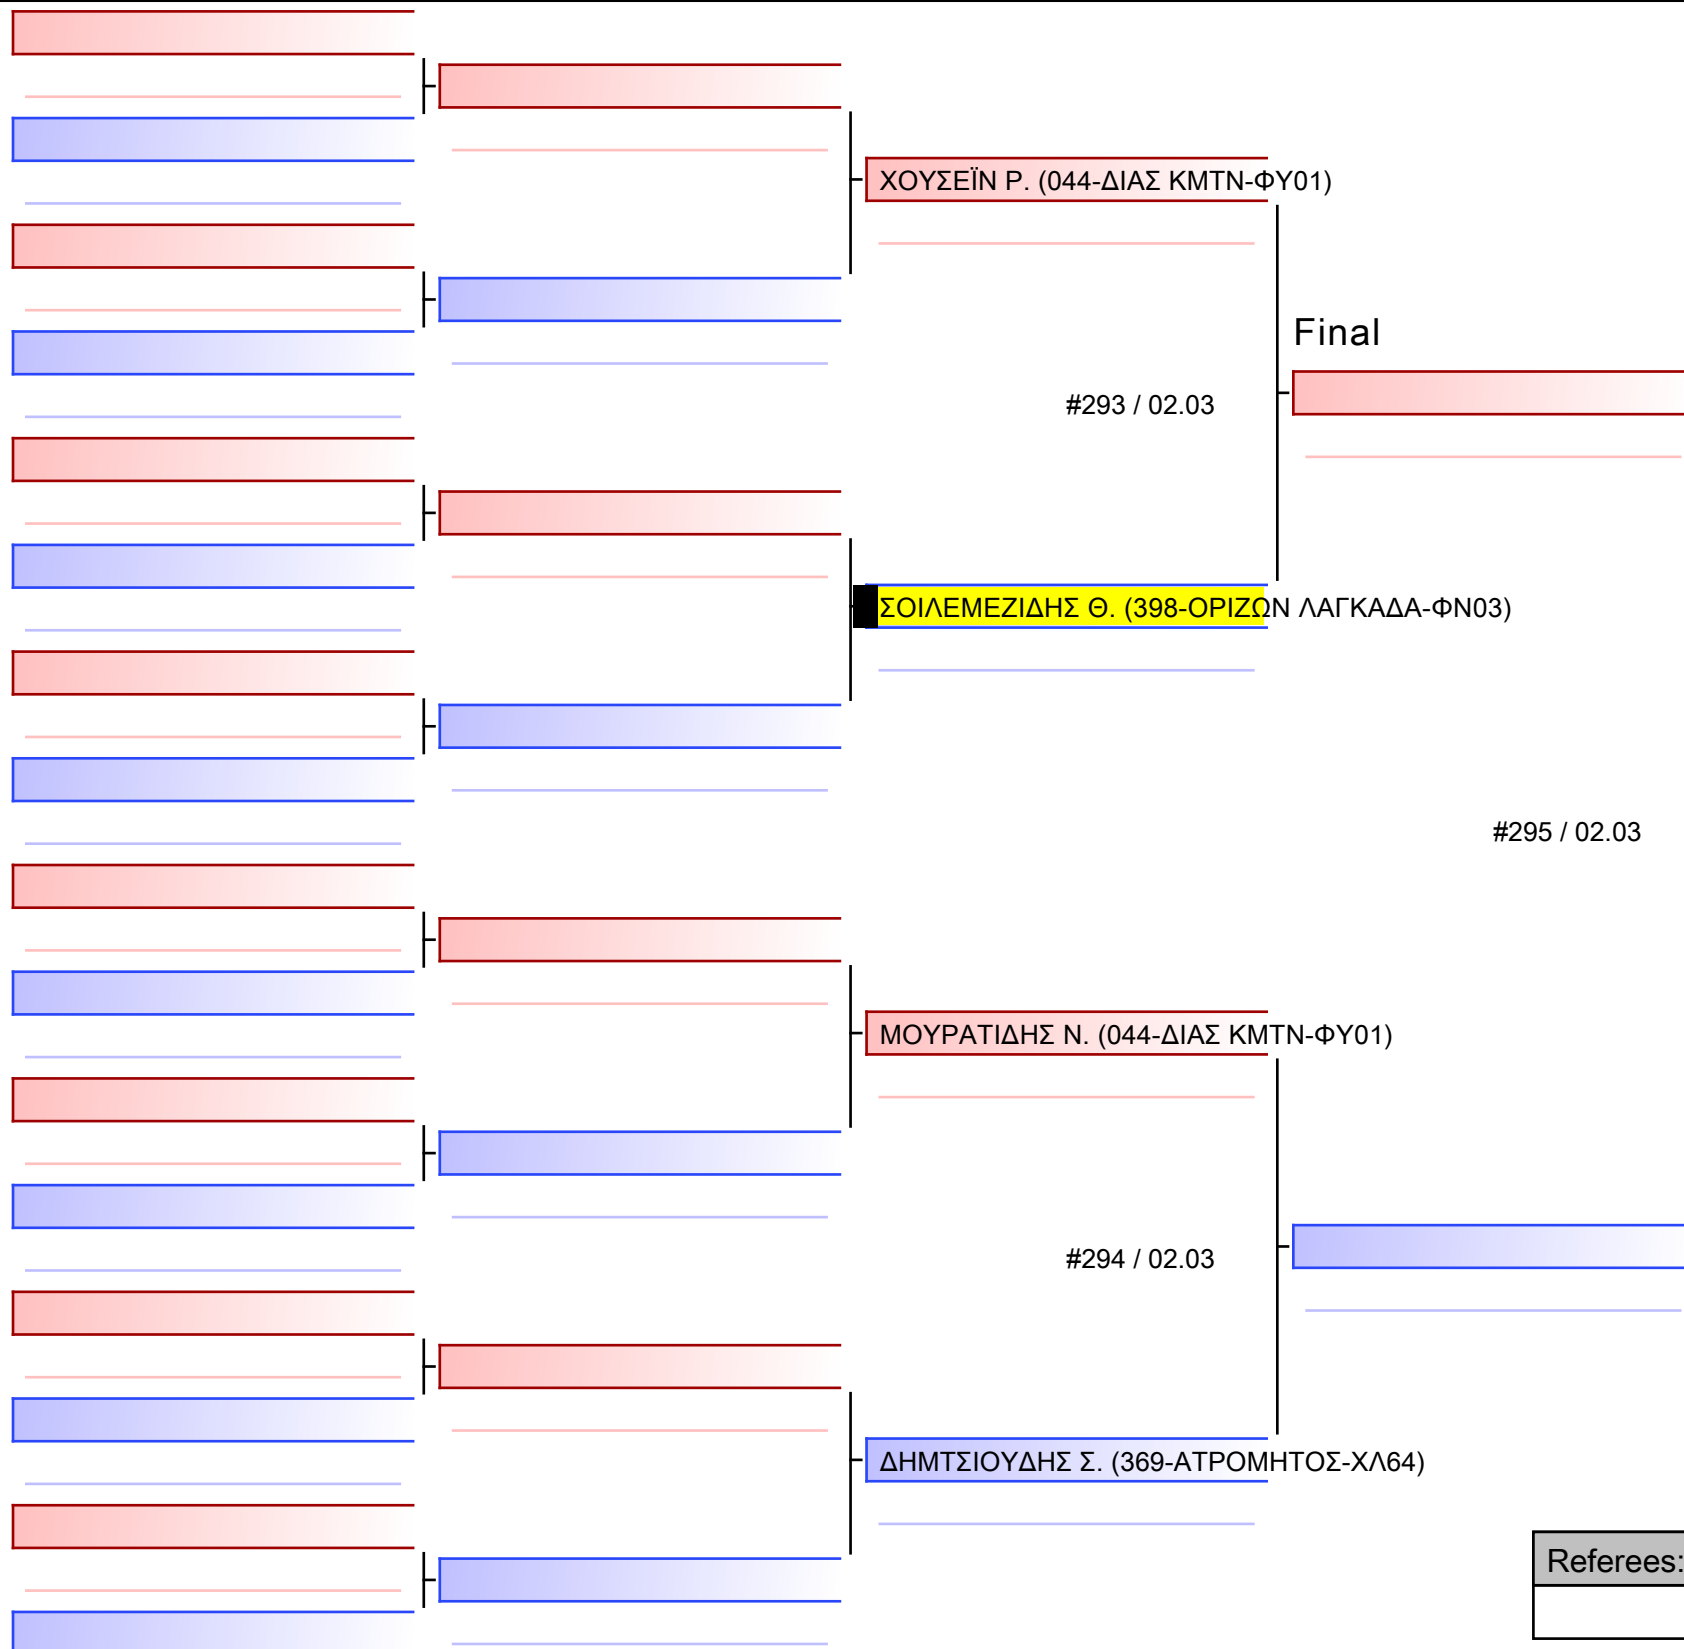 ΧΟΥΣΕΪΝ Ρ. (044-ΔΙΑΣ ΚΜΤΝ-ΦΥ01)
Final
#293 / 02.03
ΣΟΙΛΕΜΕΖΙΔΗΣ Θ. (398-ΟΡΙΖΩΝ ΛΑΓΚΑΔΑ-ΦΝ03)
#295 / 02.03
ΜΟΥΡΑΤΙΔΗΣ Ν. (044-ΔΙΑΣ ΚΜΤΝ-ΦΥ01)
#294 / 02.03
ΔΗΜΤΣΙΟΥΔΗΣ Σ. (369-ΑΤΡΟΜΗΤΟΣ-ΧΛ64)
Referees: